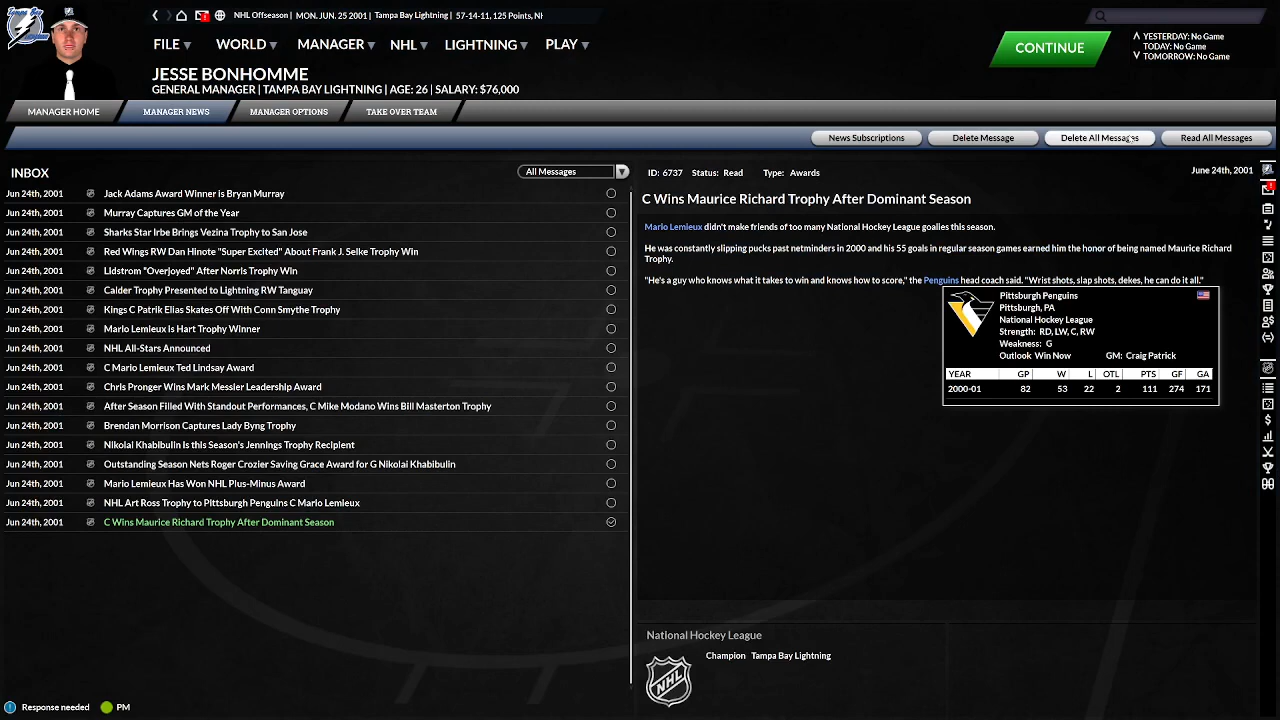 NHL Offseason | MON. JUN. 25 2001 | Tampa Bay Lightning | 57-14-11, 125 Points, NH
FILE WORLD MANAGER NHL LIGHTNING PLAY
CONTINUE
YESTERDAY: No Game
TODAY: No Game
TOMORROW: No Game
JESSE BONHOMME
GENERAL MANAGER | TAMPA BAY LIGHTNING | AGE: 26 | SALARY: $76,000
MANAGER HOME MANAGER NEWS MANAGER OPTIONS TAKE OVER TEAM
News Subscriptions Delete Message Delete All Messages Read All Messages
INBOX All Messages
Jun 24th, 2001 Jack Adams Award Winner is Bryan Murray
Jun 24th, 2001 Murray Captures GM of the Year
Jun 24th, 2001 Sharks Star Irbe Brings Vezina Trophy to San Jose
Jun 24th, 2001 Red Wings RW Dan Hinote "Super Excited" About Frank J. Selke Trophy Win
Jun 24th, 2001 Lidstrom "Overjoyed" After Norris Trophy Win
Jun 24th, 2001 Calder Trophy Presented to Lightning RW Tanguay
Jun 24th, 2001 Kings C Patrik Elias Skates Off With Conn Smythe Trophy
Jun 24th, 2001 Mario Lemieux Is Hart Trophy Winner
Jun 24th, 2001 NHL All-Stars Announced
Jun 24th, 2001 C Mario Lemieux Ted Lindsay Award
Jun 24th, 2001 Chris Pronger Wins Mark Messier Leadership Award
Jun 24th, 2001 After Season Filled With Standout Performances, C Mike Modano Wins Bill Masterton Trophy
Jun 24th, 2001 Brendan Morrison Captures Lady Byng Trophy
Jun 24th, 2001 Nikolai Khabibulin Is this Season's Jennings Trophy Recipient
Jun 24th, 2001 Outstanding Season Nets Roger Crozier Saving Grace Award for G Nikolai Khabibulin
Jun 24th, 2001 Mario Lemieux Has Won NHL Plus-Minus Award
Jun 24th, 2001 NHL Art Ross Trophy to Pittsburgh Penguins C Mario Lemieux
Jun 24th, 2001 C Wins Maurice Richard Trophy After Dominant Season
Response needed PM
ID: 6737 Status: Read Type: Awards June 24th, 2001
C Wins Maurice Richard Trophy After Dominant Season
Mario Lemieux didn't make friends of too many National Hockey League goalies this season.
He was constantly slipping pucks past netminders in 2000 and his 55 goals in regular season games earned him the honor of being named Maurice Richard
Trophy.
"He's a guy who knows what it takes to win and knows how to score," the Penguins head coach said. "Wrist shots, slap shots, dekes, he can do it all."
Pittsburgh Penguins
Pittsburgh, PA
National Hockey League
Strength: RD, LW, C, RW
Weakness: G
Outlook Win Now GM: Craig Patrick
YEAR GP W L OTL PTS GF GA
2000-01 82 53 22 2 111 274 171
National Hockey League
Champion Tampa Bay Lightning
NHL